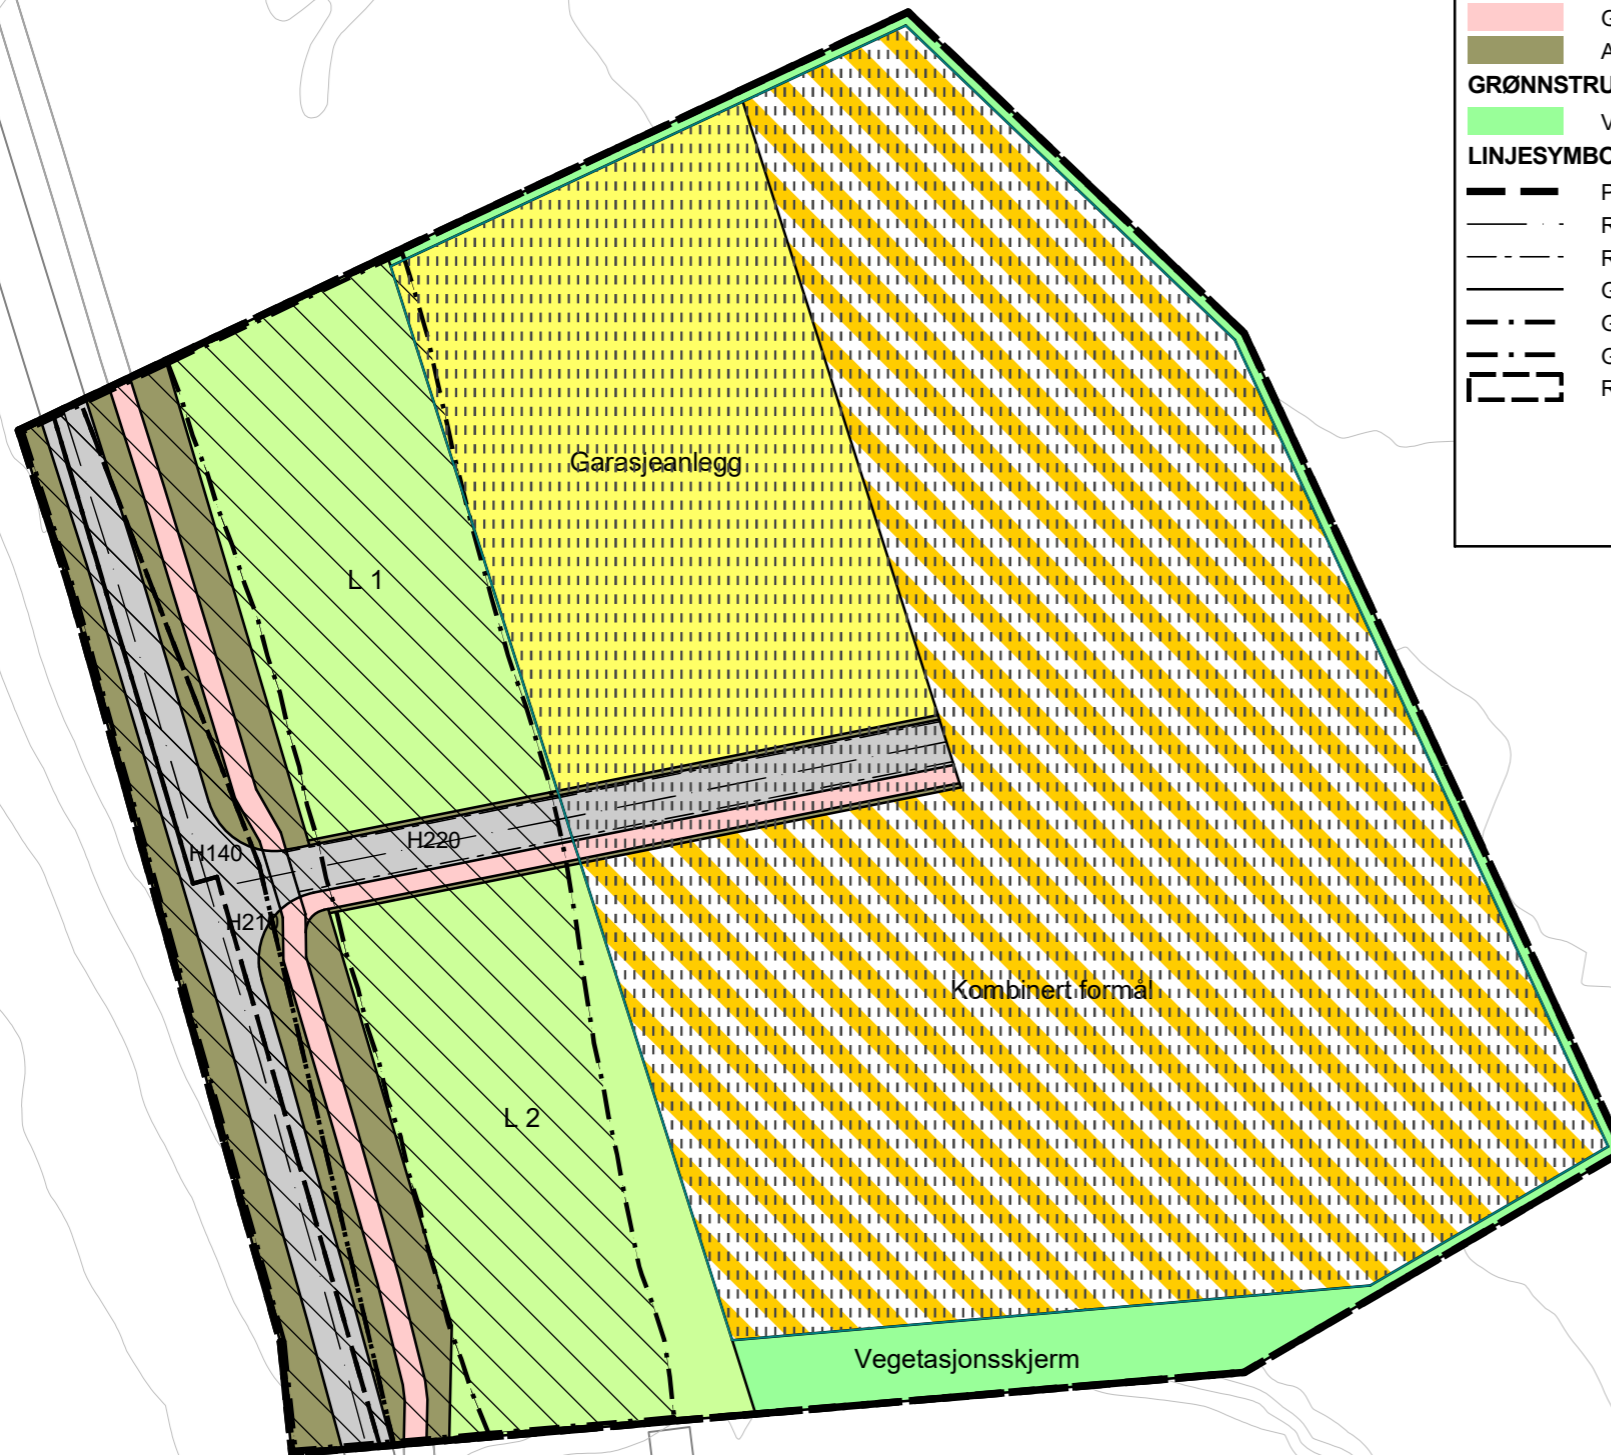 G
A
GRØNNSTRU
V
LINJESYMBO
P
R
R
G
G
G
R
Garasjeanlegg
L 1
H220
H140
H210
Kombinert formål
L 2
Vegetasjonsskjerm